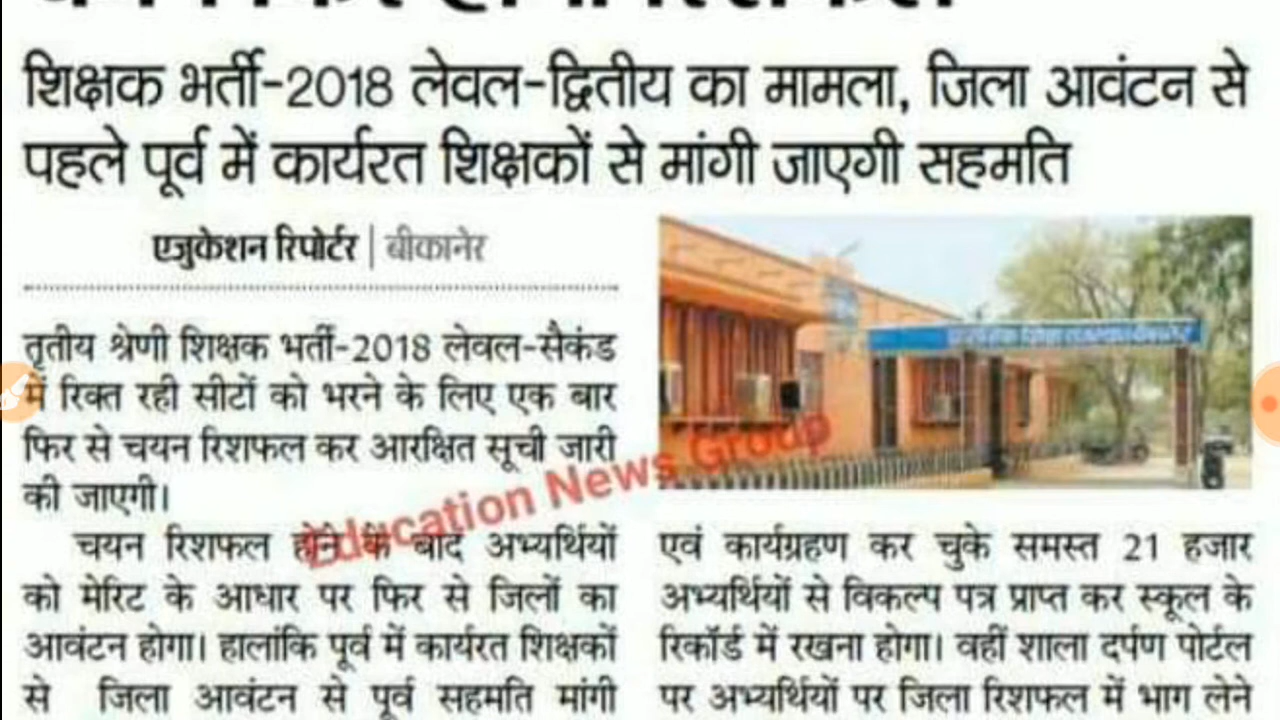 शिक्षक भर्ती-2018 लेवल-द्वितीय का मामला, जिला आवंटन से
पहले पूर्व में कार्यरत शिक्षकों से मांगी जाएगी सहमति
एजुकेशन रिपोर्टर | बीकानेर
तृतीय श्रेणी शिक्षक भर्ती-2018 लेवल-सैकंड
में रिक्त रही सीटों को भरने के लिए एक बार
फिर से चयन रिशफल कर आरक्षित सूची जारी
की जाएगी।
चयन रिशफल होने के बाद अभ्यर्थियों
को मेरिट के आधार पर फिर से जिलों का
आवंटन होगा। हालांकि पूर्व में कार्यरत शिक्षकों
से जिला आवंटन से पूर्व सहमति मांगी
एवं कार्यग्रहण कर चुके समस्त 21 हजार
अभ्यर्थियों से विकल्प पत्र प्राप्त कर स्कूल के
रिकॉर्ड में रखना होगा। वहीं शाला दर्पण पोर्टल
पर अभ्यर्थियों पर जिला रिशफल में भाग लेने
Education News Group